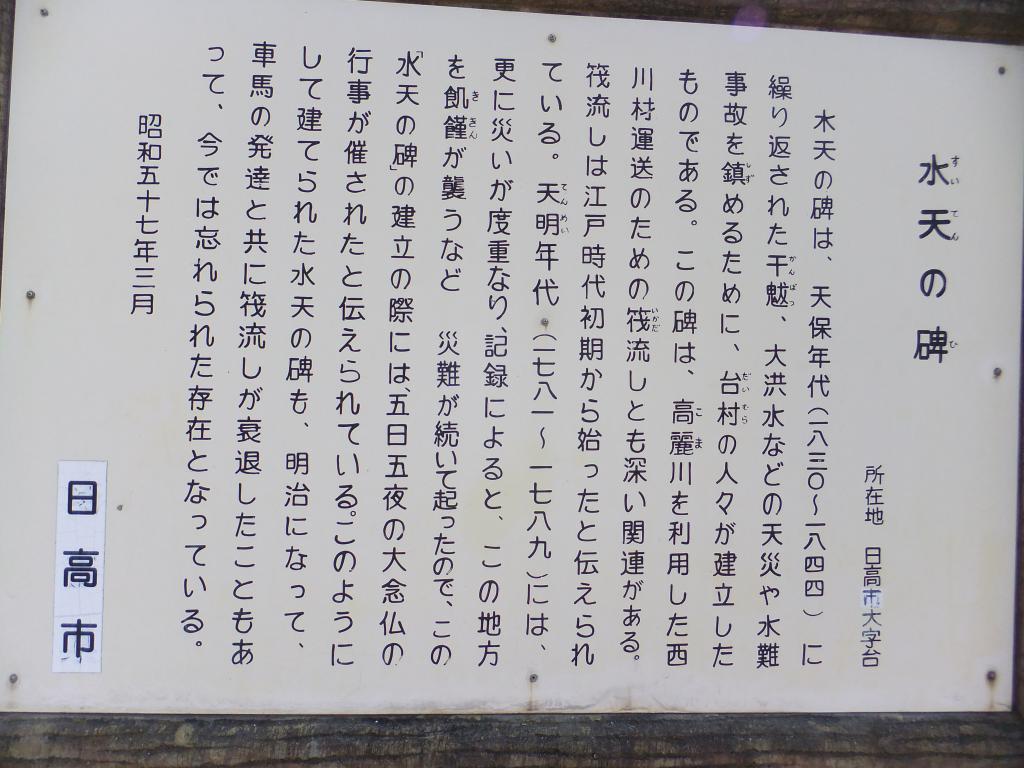 水天の碑
所在地 日高市大字台
水天の碑は、天保年代(一八三〇～一八四四)に
繰り返された干魃、大洪水などの天災や水難
事故を鎮めるために、台村の人々が建立した
ものである。この碑は、高麗川を利用した西
川材運送のための筏流しとも深い関連がある。
筏流しは江戸時代初期から始ったと伝えられ
ている。天明年代(一七八一～一七八九)には、
更に災いが度重なり、記録によると、この地方
を飢饉が襲うなど 災難が続いて起ったので、この
「水天の碑」の建立の際には、五日五夜の大念仏の
行事が催されたと伝えられている。このように
して建てられた水天の碑も、明治になって、
車馬の発達と共に筏流しが衰退したこともあ
って、今では忘れられた存在となっている。
昭和五十七年三月
日高市